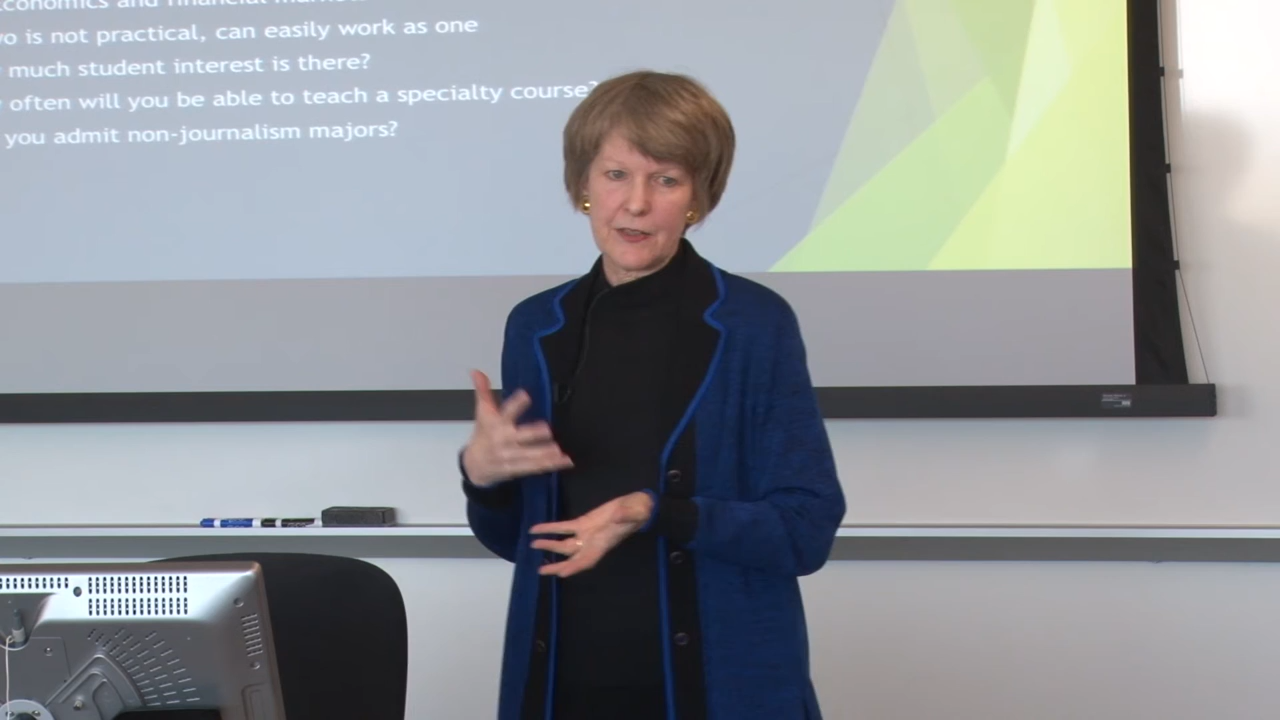 economics and financial markets
is not practical, can easily work as one
much student interest is there?
often will you be able to teach a specialty course?
you admit non-journalism majors?